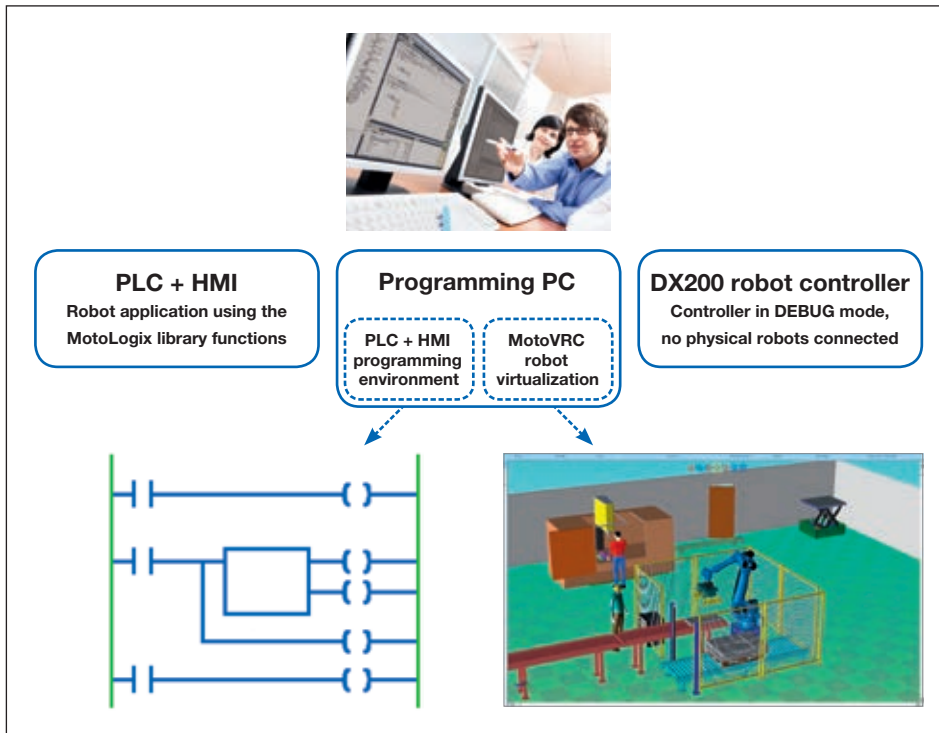 PLC + HMI
Robot application using the
MotoLogix library functions
Programming PC
PLC + HMI
programming
environment
MotoVRC
robot
virtualization
DX200 robot controller
Controller in DEBUG mode,
no physical robots connected